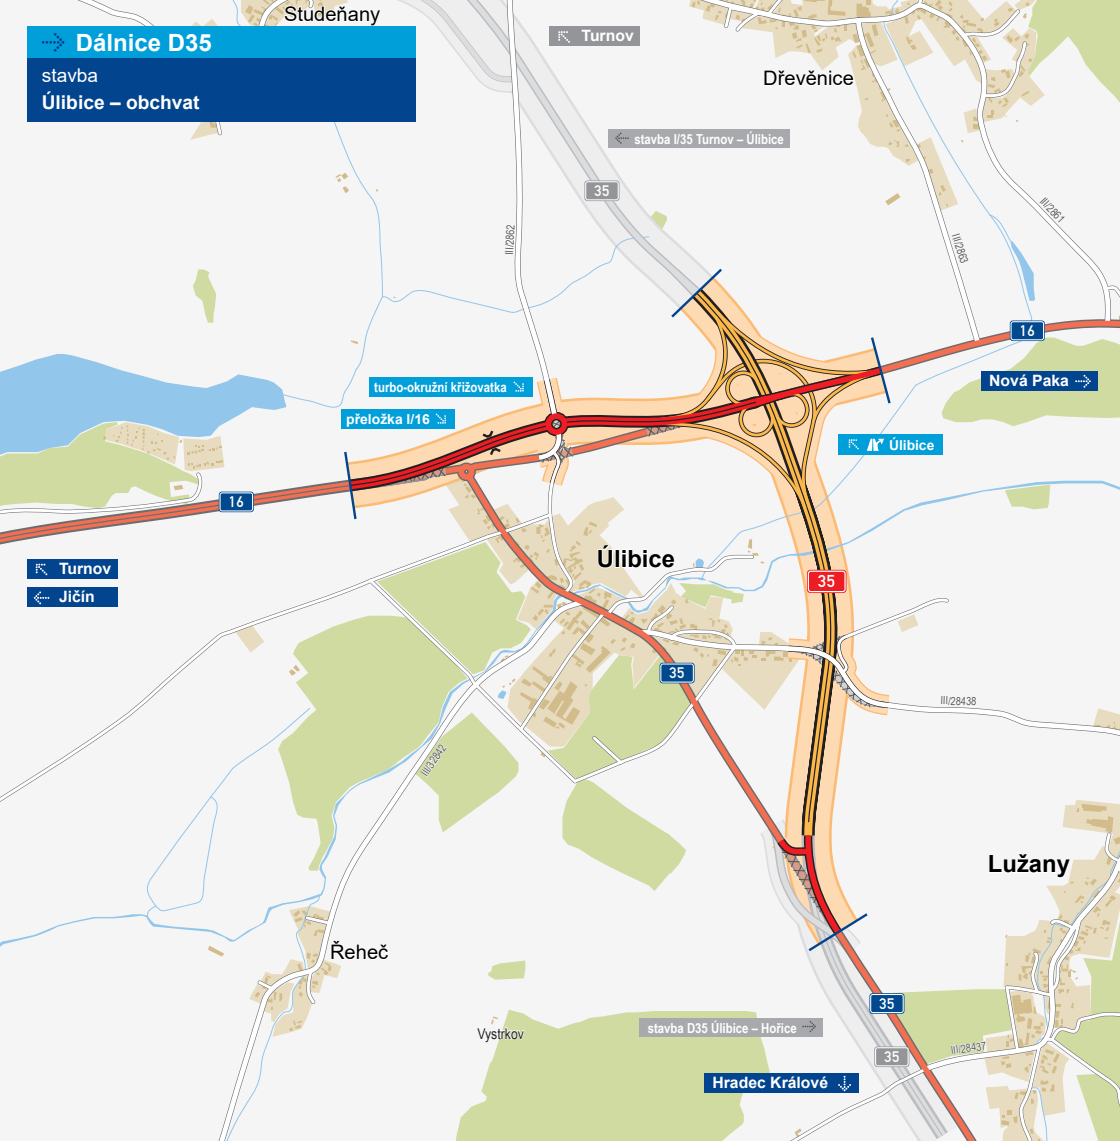 Studeňany
Dálnice D35
stavba
Úlibice – obchvat
Turnov
Dřevěnice
stavba I/35 Turnov – Úlibice
35
III/2861
III/2862
III/2863
16
Nová Paka
turbo-okružní křižovatka
přeložka I/16
Úlibice
16
Úlibice
Turnov
Jičín
35
35
III/28438
III/32842
Lužany
Řeheč
35
Vystrkov
stavba D35 Úlibice – Hořice
35
III/28437
Hradec Králové